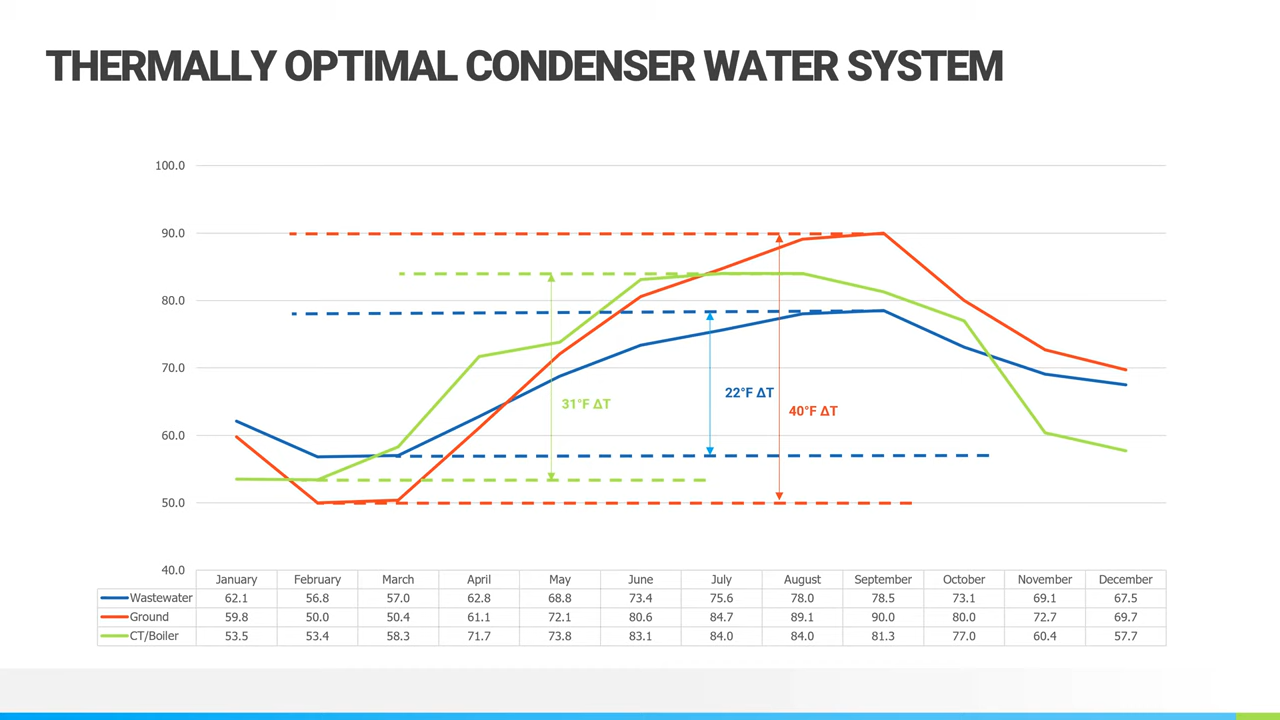 THERMALLY OPTIMAL CONDENSER WATER SYSTEM
100.0
90.0
80.0
70.0
60.0
50.0
40.0
31°F ΔT
22°F ΔT
40°F ΔT
January February March April May June July August September October November December
Wastewater 62.1 56.8 57.0 62.8 68.8 73.4 75.6 78.0 78.5 73.1 69.1 67.5
Ground 59.8 50.0 50.4 61.1 72.1 80.6 84.7 89.1 90.0 80.0 72.7 69.7
CT/Boiler 53.5 53.4 58.3 71.7 73.8 83.1 84.0 84.0 81.3 77.0 60.4 57.7